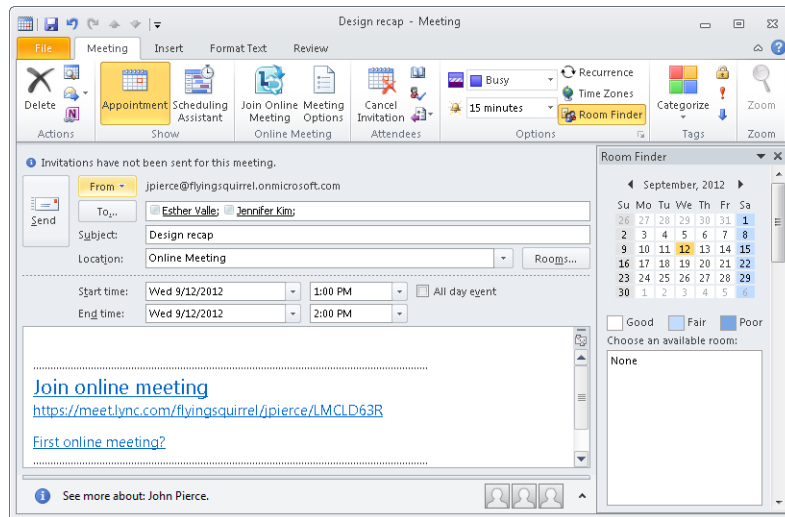 Design recap - Meeting
File Meeting Insert Format Text Review
Delete
Actions
Appointment Scheduling Assistant
Show
Join Online Meeting Meeting Options
Online Meeting
Cancel Invitation
Attendees
Busy
15 minutes
Recurrence
Time Zones
Room Finder
Options
Categorize
Tags
Zoom
Zoom
Invitations have not been sent for this meeting.
Send
From jpierce@flyingsquirrel.onmicrosoft.com
To... Esther Valle; Jennifer Kim;
Subject: Design recap
Location: Online Meeting Rooms...
Start time: Wed 9/12/2012 1:00 PM All day event
End time: Wed 9/12/2012 2:00 PM
Join online meeting
https://meet.lync.com/flyingsquirrel/jpierce/LMCLD63R
First online meeting?
See more about: John Pierce.
Room Finder
September, 2012
Su Mo Tu We Th Fr Sa
26 27 28 29 30 31 1
2 3 4 5 6 7 8
9 10 11 12 13 14 15
16 17 18 19 20 21 22
23 24 25 26 27 28 29
30 1 2 3 4 5 6
Good Fair Poor
Choose an available room:
None